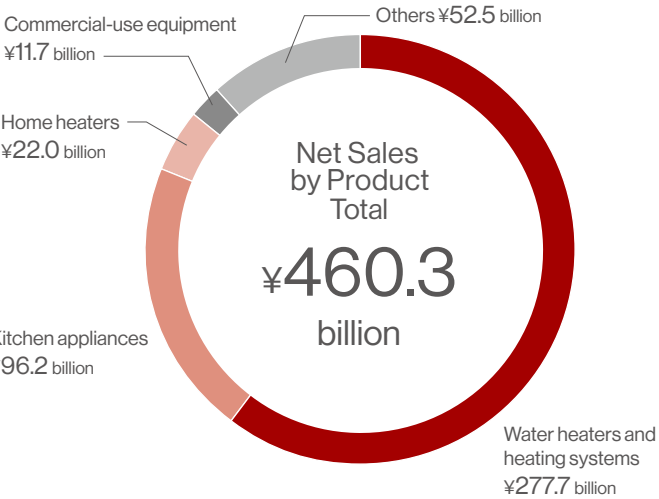 Others ¥52.5 billion
Commercial-use equipment
¥11.7 billion
Home heaters
¥22.0 billion
Net Sales
by Product
Total
¥460.3
billion
itchen appliances
96.2 billion
Water heaters and
heating systems
¥277.7 billion